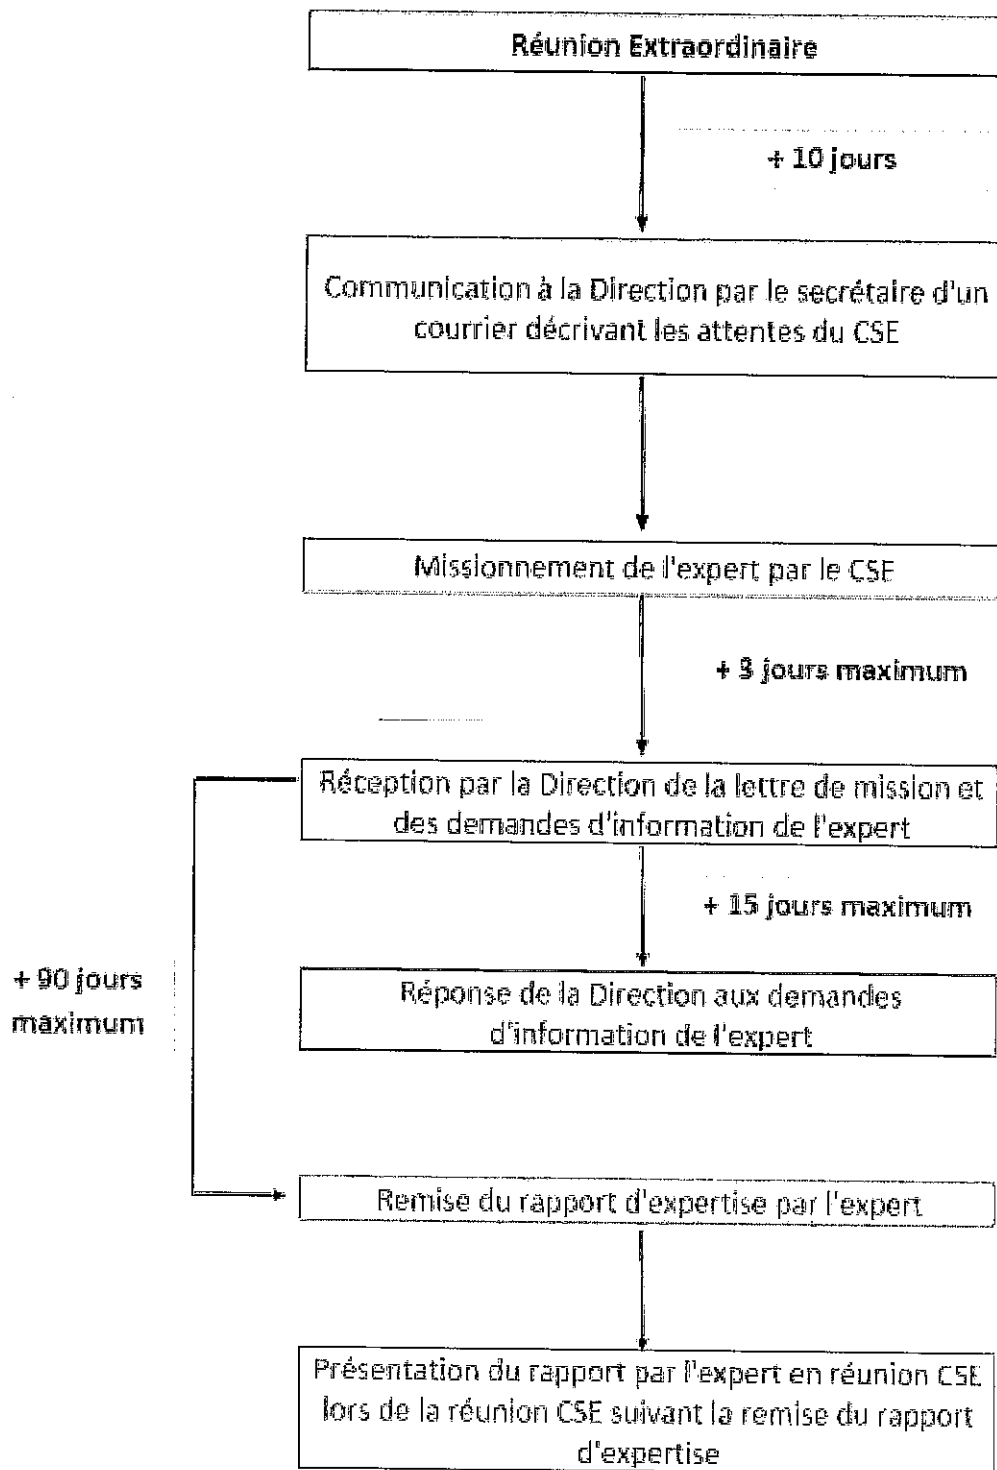 Réunion Extraordinaire
+ 10 jours
Communication à la Direction par le secrétaire d'un
courrier décrivant les attentes du CSE
Missionnement de l'expert par le CSE
+ 3 jours maximum
Réception par la Direction de la lettre de mission et
des demandes d'information de l'expert
+ 15 jours maximum
+ 90 jours
maximum
Réponse de la Direction aux demandes
d'information de l'expert
Remise du rapport d'expertise par l'expert
Présentation du rapport par l'expert en réunion CSE
lors de la réunion CSE suivant la remise du rapport
d'expertise